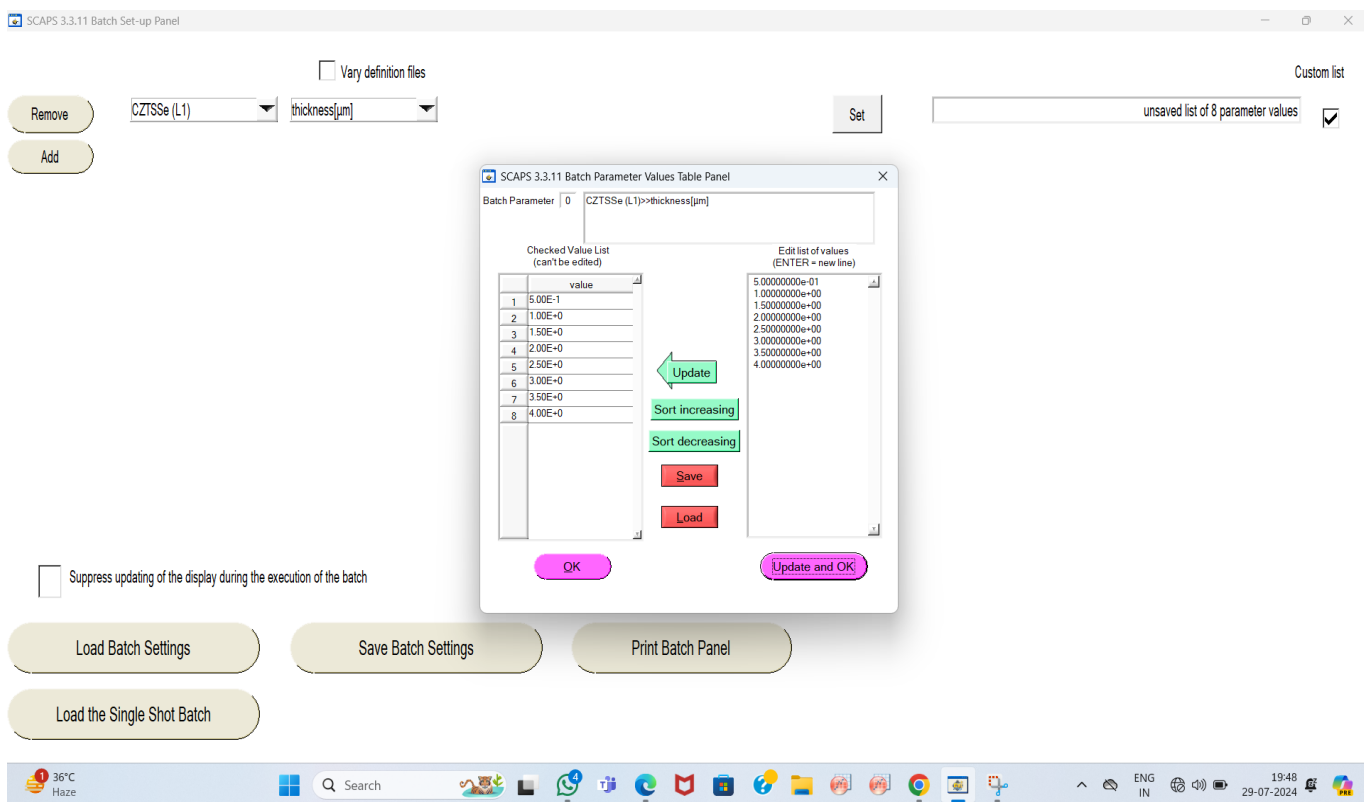 SCAPS 3.3.11 Batch Set-up Panel
Vary definition files
Custom list
Remove
CZTSSe (L1)
thickness[µm]
Set
unsaved list of 8 parameter values
Add
SCAPS 3.3.11 Batch Parameter Values Table Panel
Batch Parameter 0 CZTSSe (L1)>>thickness[µm]
Checked Value List
(can't be edited)
Edit list of values
(ENTER = new line)
value
1 5.00E-1
2 1.00E+0
3 1.50E+0
4 2.00E+0
5 2.50E+0
6 3.00E+0
7 3.50E+0
8 4.00E+0
5.00000000e-01
1.00000000e+00
1.50000000e+00
2.00000000e+00
2.50000000e+00
3.00000000e+00
3.50000000e+00
4.00000000e+00
Update
Sort increasing
Sort decreasing
Save
Load
OK
Update and OK
Suppress updating of the display during the execution of the batch
Load Batch Settings
Save Batch Settings
Print Batch Panel
Load the Single Shot Batch
1
36°C
Haze
Search
9
ENG
IN
19:48
29-07-2024
PRE